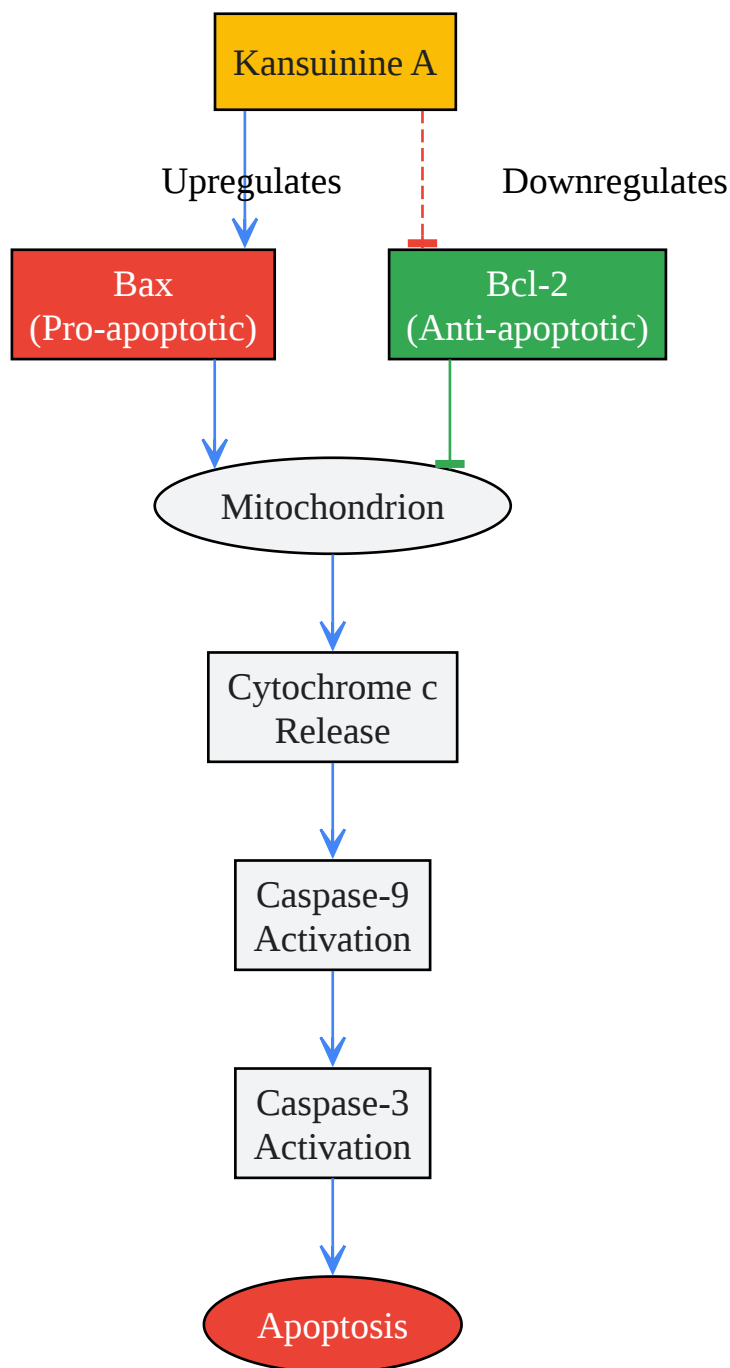 Kansuinine A
Upregulates
Downregulates
Bax
(Pro-apoptotic)
Bcl-2
(Anti-apoptotic)
Mitochondrion
Cytochrome c
Release
Caspase-9
Activation
Caspase-3
Activation
Apoptosis